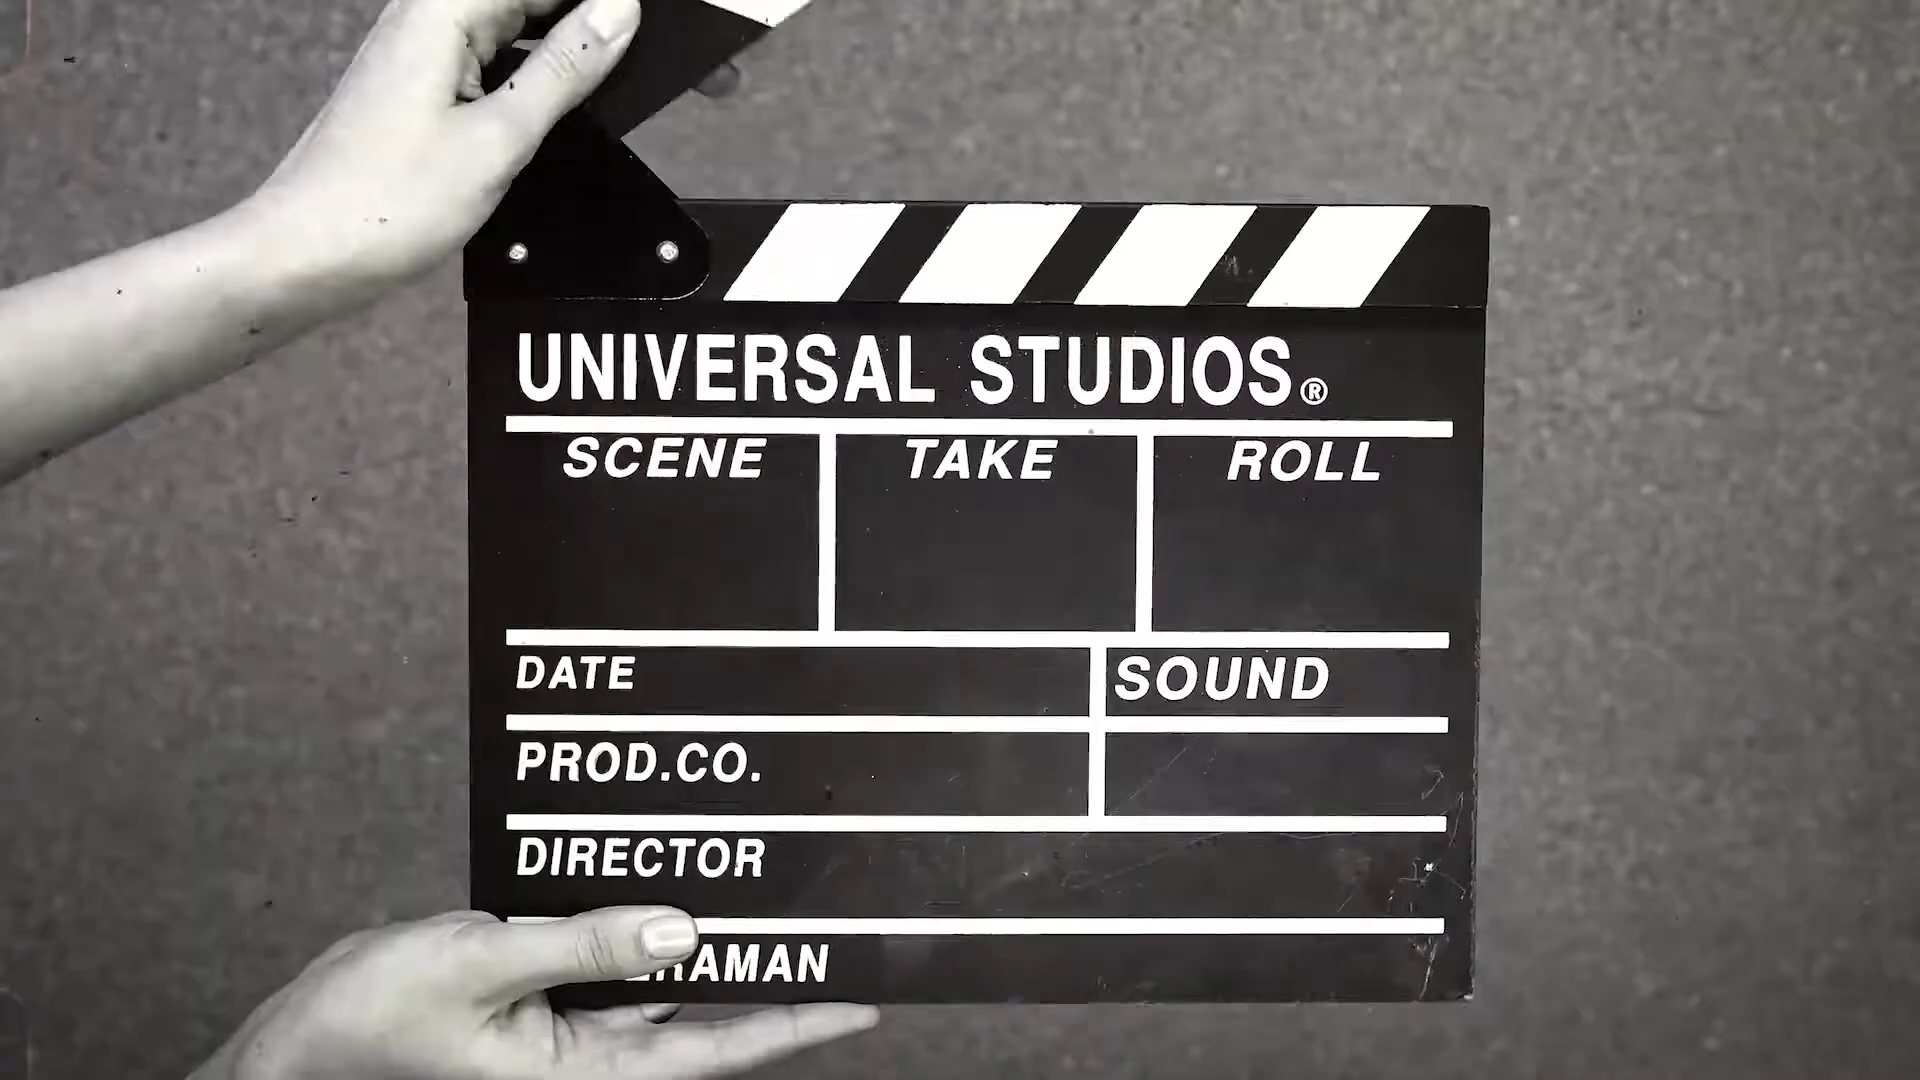 UNIVERSAL STUDIOS®
SCENE TAKE ROLL
DATE SOUND
PROD.CO.
DIRECTOR